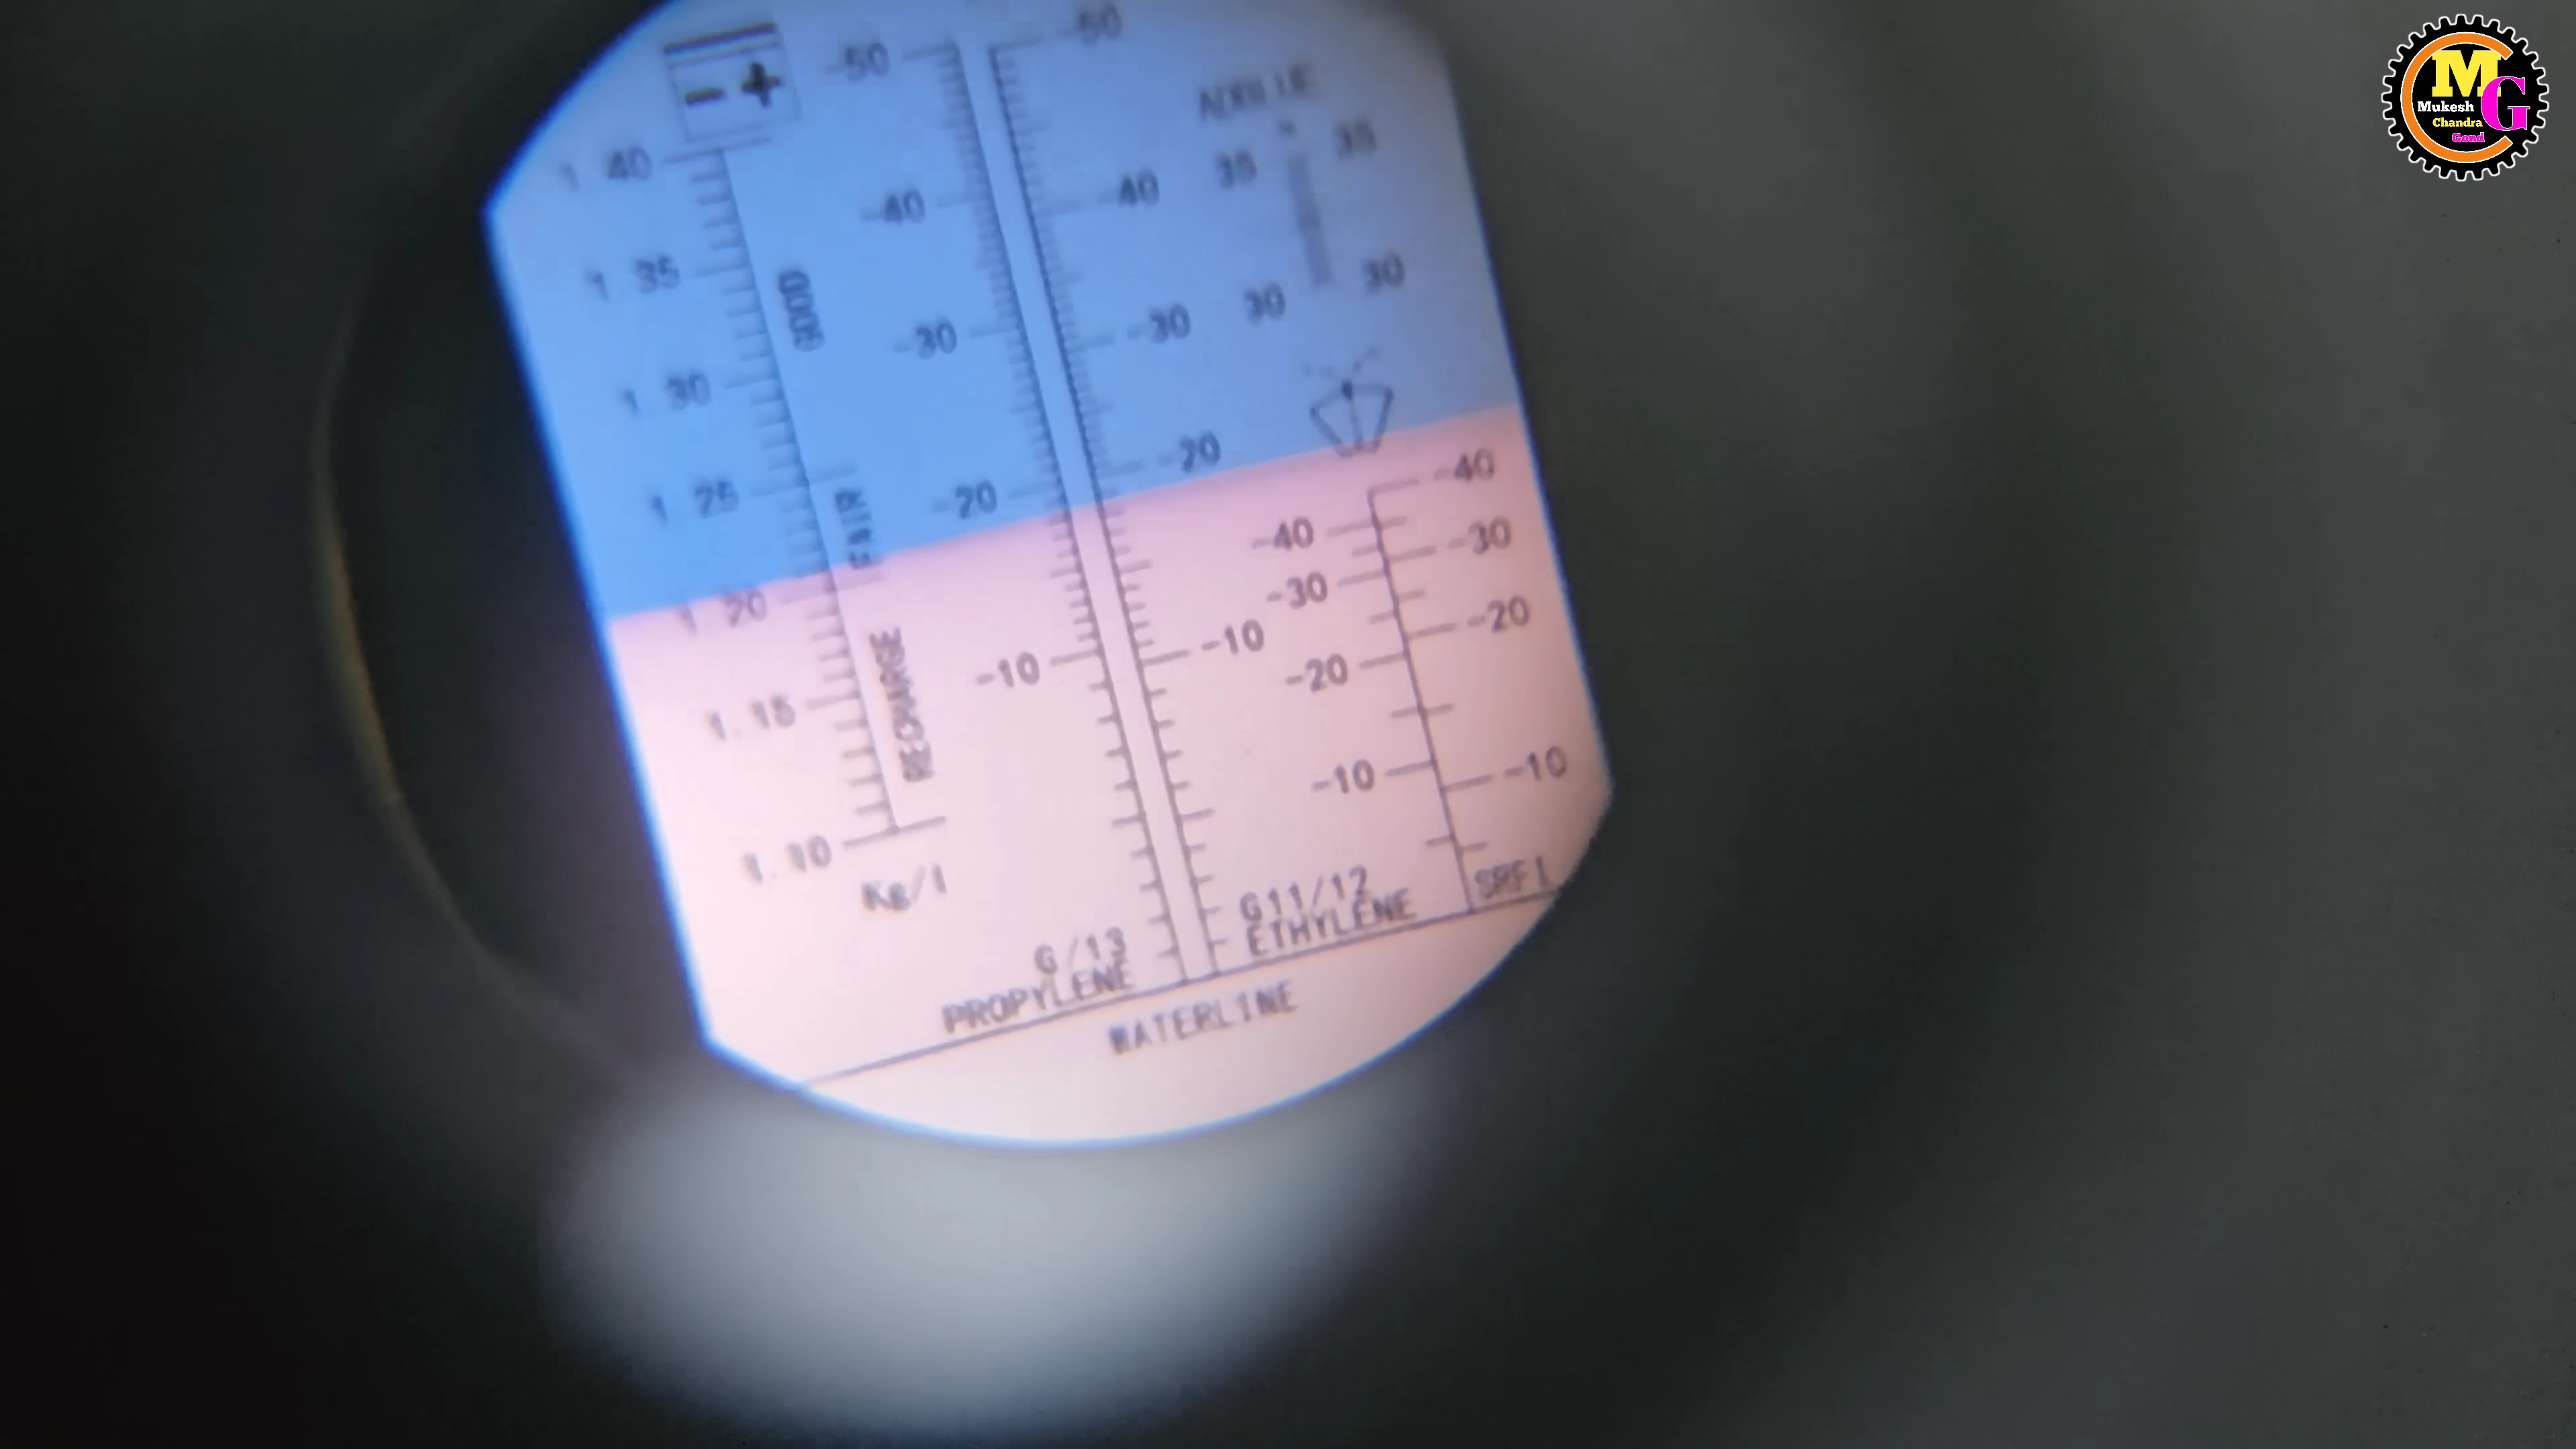 -50
-50
- +
1.40
-40
-40
35
35
1.35
GOOD
-30
-30
30
30
1.30
1.25
FAIR
-20
-20
-40
-40
-30
-30
1.20
RECHARGE
-10
-10
-20
-20
1.15
-10
-10
1.10
Kg/l
G/13
PROPYLENE
G11/12
ETHYLENE
SRF1
WATERLINE
MG
Mukesh
Chandra
Gond